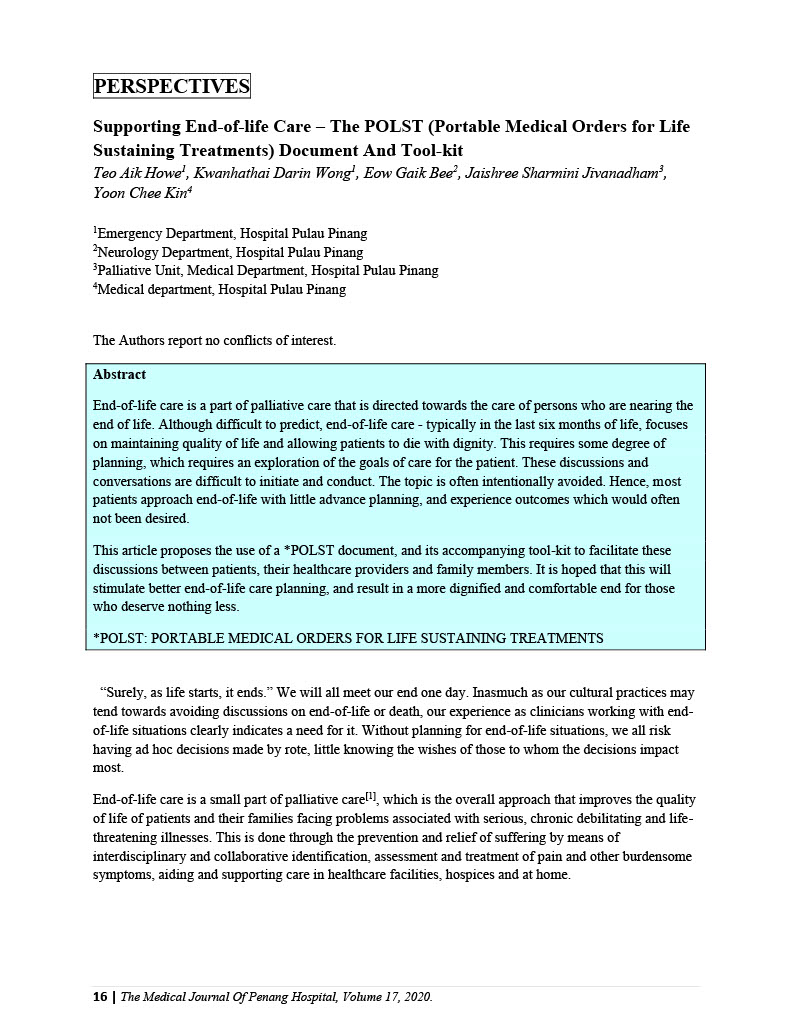 PERSPECTIVES
Supporting End-of-life Care – The POLST (Portable Medical Orders for Life
Sustaining Treatments) Document And Tool-kit
Teo Aik Howe1, Kwanhathai Darin Wong1, Eow Gaik Bee2, Jaishree Sharmini Jivanadham3,
Yoon Chee Kin4
1Emergency Department, Hospital Pulau Pinang
2Neurology Department, Hospital Pulau Pinang
3Palliative Unit, Medical Department, Hospital Pulau Pinang
4Medical department, Hospital Pulau Pinang
The Authors report no conflicts of interest.
Abstract
End-of-life care is a part of palliative care that is directed towards the care of persons who are nearing the
end of life. Although difficult to predict, end-of-life care - typically in the last six months of life, focuses
on maintaining quality of life and allowing patients to die with dignity. This requires some degree of
planning, which requires an exploration of the goals of care for the patient. These discussions and
conversations are difficult to initiate and conduct. The topic is often intentionally avoided. Hence, most
patients approach end-of-life with little advance planning, and experience outcomes which would often
not been desired.
This article proposes the use of a *POLST document, and its accompanying tool-kit to facilitate these
discussions between patients, their healthcare providers and family members. It is hoped that this will
stimulate better end-of-life care planning, and result in a more dignified and comfortable end for those
who deserve nothing less.
*POLST: PORTABLE MEDICAL ORDERS FOR LIFE SUSTAINING TREATMENTS
“Surely, as life starts, it ends.” We will all meet our end one day. Inasmuch as our cultural practices may
tend towards avoiding discussions on end-of-life or death, our experience as clinicians working with end-
of-life situations clearly indicates a need for it. Without planning for end-of-life situations, we all risk
having ad hoc decisions made by rote, little knowing the wishes of those to whom the decisions impact
most.
End-of-life care is a small part of palliative care[1], which is the overall approach that improves the quality
of life of patients and their families facing problems associated with serious, chronic debilitating and life-
threatening illnesses. This is done through the prevention and relief of suffering by means of
interdisciplinary and collaborative identification, assessment and treatment of pain and other burdensome
symptoms, aiding and supporting care in healthcare facilities, hospices and at home.
16 | The Medical Journal Of Penang Hospital, Volume 17, 2020.